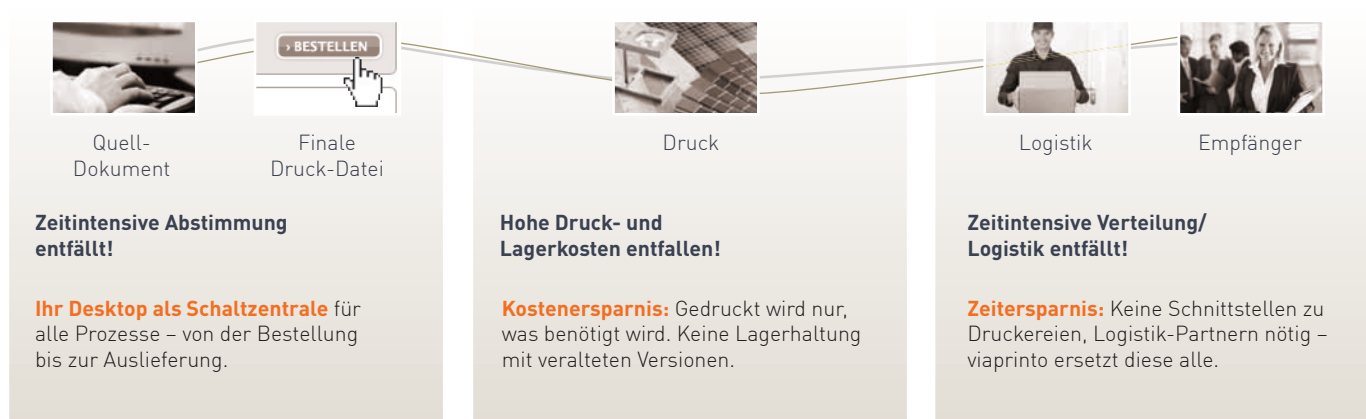 › BESTELLEN
Quell-
Dokument
Finale
Druck-Datei
Zeitintensive Abstimmung
entfällt!
Ihr Desktop als Schaltzentrale für
alle Prozesse – von der Bestellung
bis zur Auslieferung.
Druck
Hohe Druck- und
Lagerkosten entfallen!
Kostenersparnis: Gedruckt wird nur,
was benötigt wird. Keine Lagerhaltung
mit veralteten Versionen.
Logistik
Empfänger
Zeitintensive Verteilung/
Logistik entfällt!
Zeitersparnis: Keine Schnittstellen zu
Druckereien, Logistik-Partnern nötig –
viaprinto ersetzt diese alle.